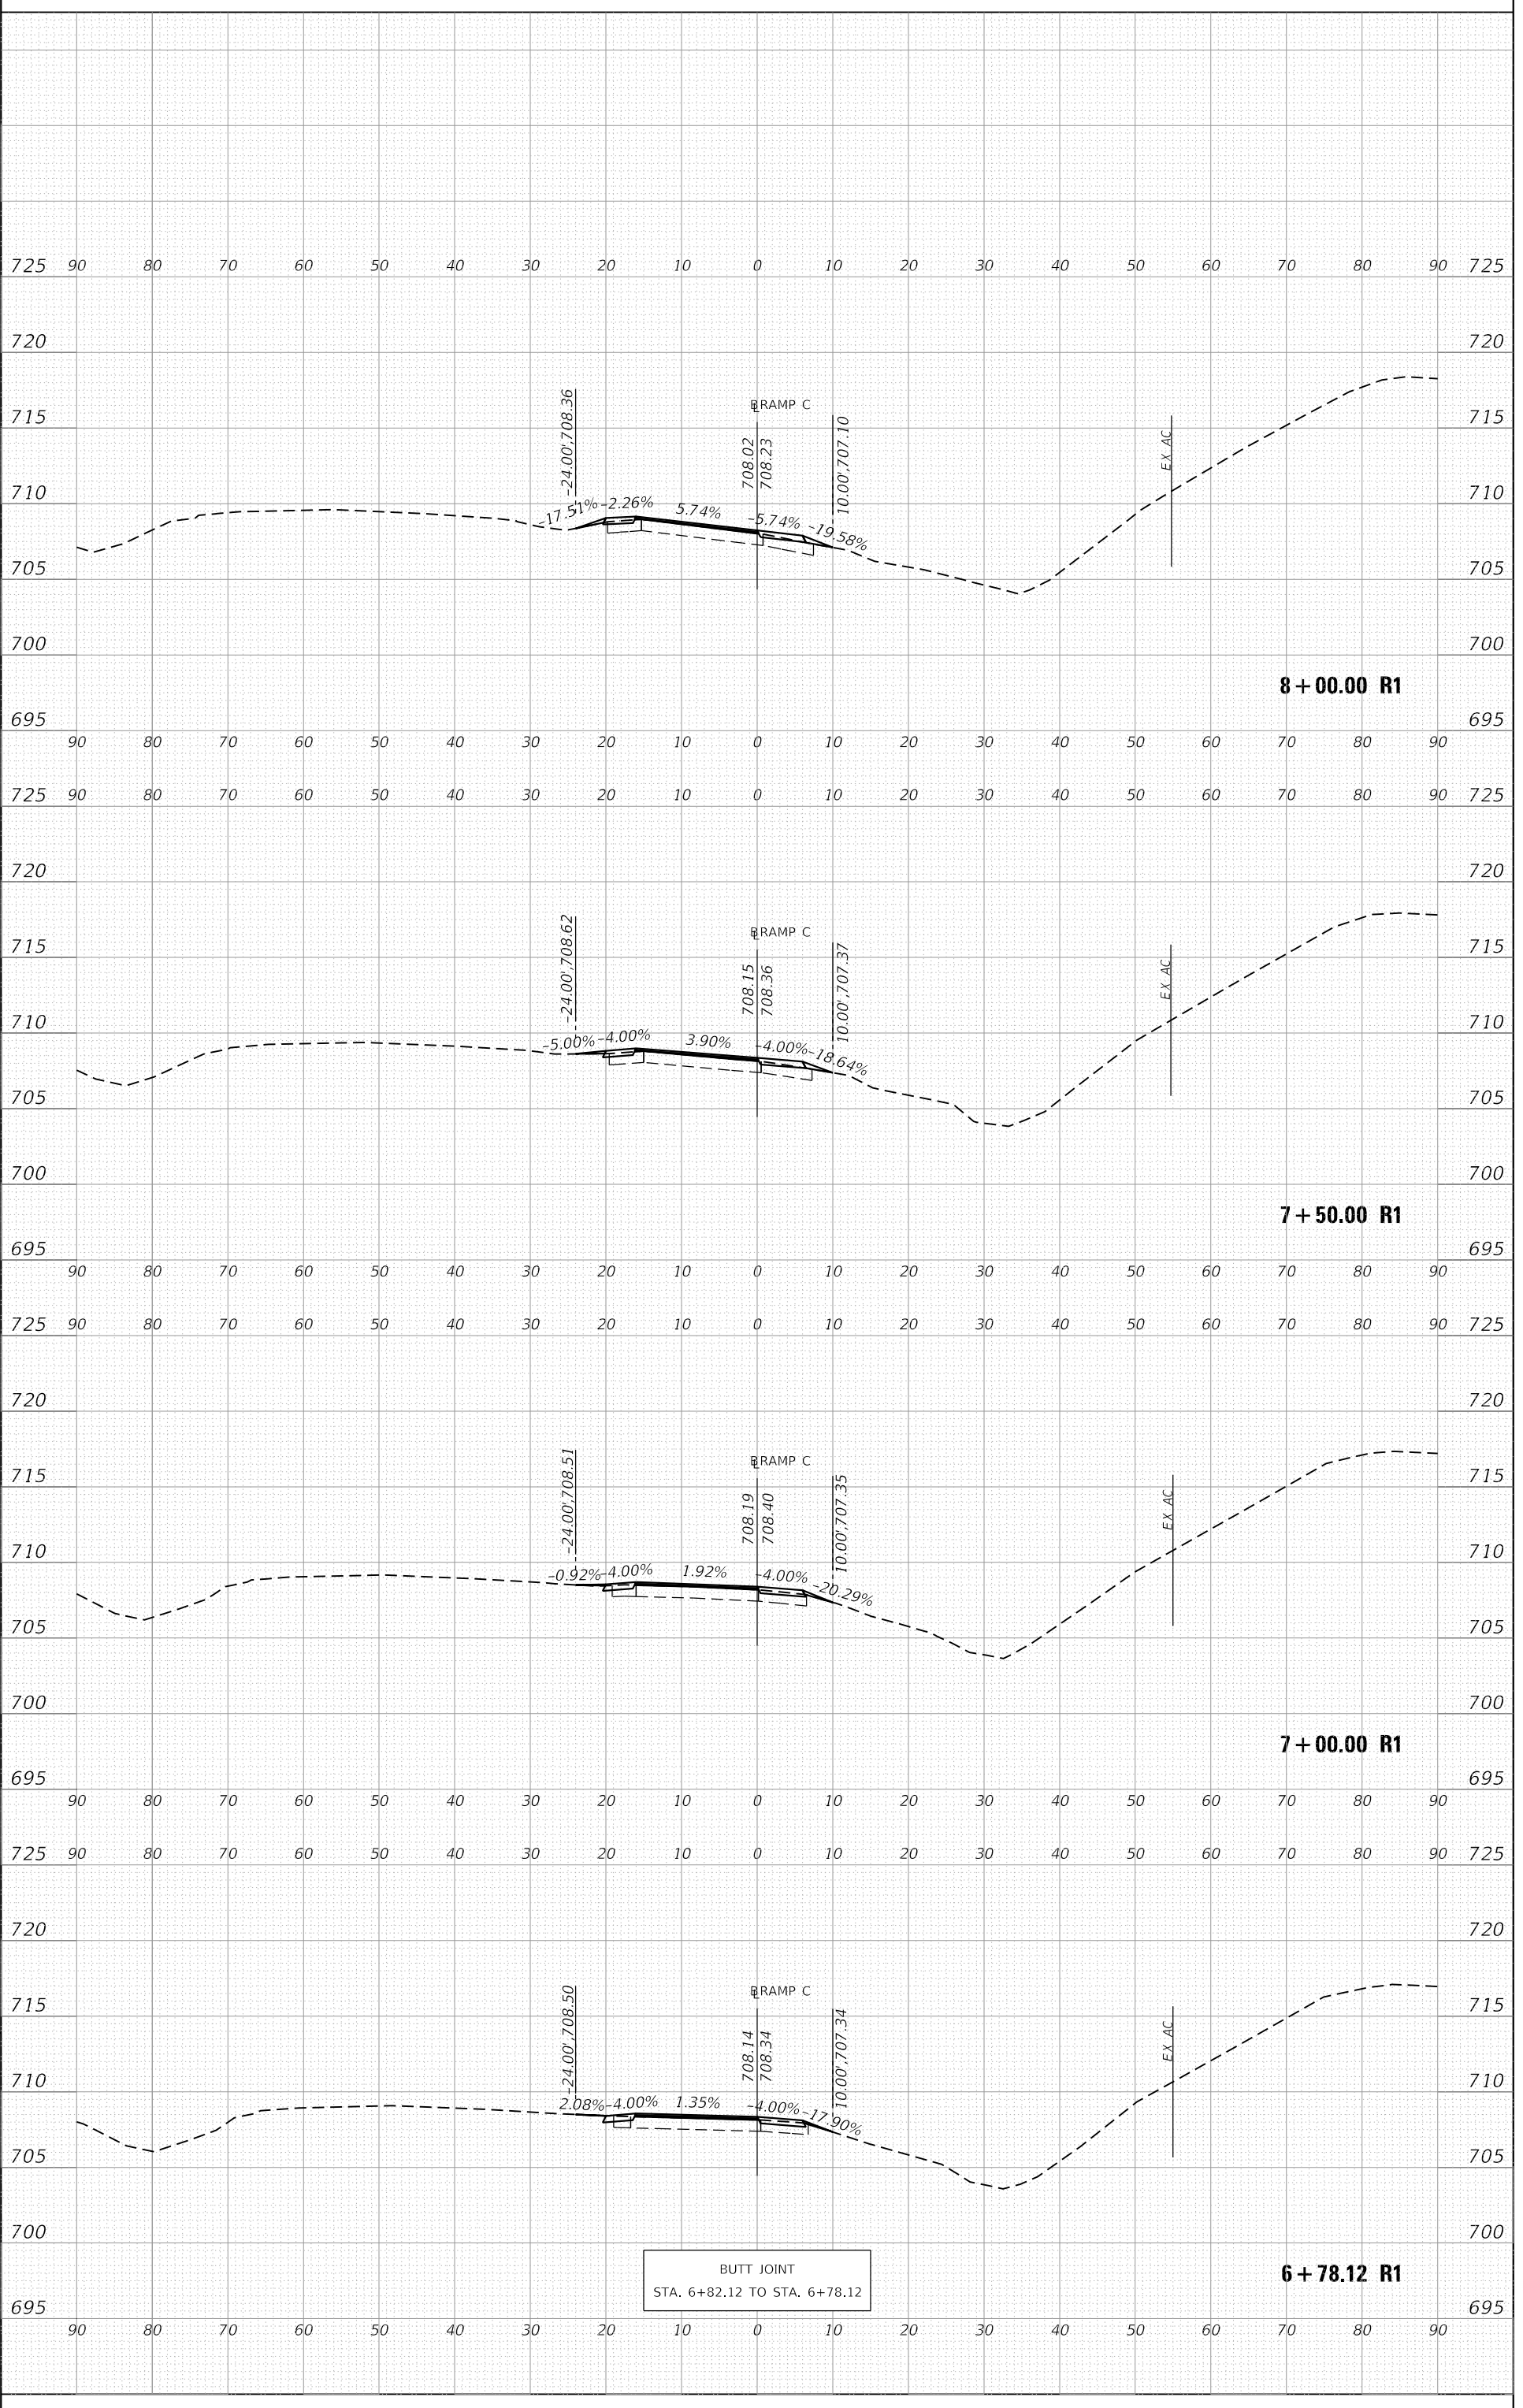 725 90 80 70 60 50 40 30 20 10 0 10 20 30 40 50 60 70 80 90 725
720 720
715 715
710 710
705 705
700 700
695 695
-24.00',708.36
℄ RAMP C
708.02
708.23
10.00',707.10
EX AC
-17.51% -2.26% 5.74% -5.74% -19.58%
8+00.00 R1
90 80 70 60 50 40 30 20 10 0 10 20 30 40 50 60 70 80 90
725 90 80 70 60 50 40 30 20 10 0 10 20 30 40 50 60 70 80 90 725
720 720
715 715
710 710
705 705
700 700
695 695
-24.00',708.62
℄ RAMP C
708.15
708.36
10.00',707.37
EX AC
-5.00% -4.00% 3.90% -4.00% -18.64%
7+50.00 R1
90 80 70 60 50 40 30 20 10 0 10 20 30 40 50 60 70 80 90
725 90 80 70 60 50 40 30 20 10 0 10 20 30 40 50 60 70 80 90 725
720 720
715 715
710 710
705 705
700 700
695 695
-24.00',708.51
℄ RAMP C
708.19
708.40
10.00',707.35
EX AC
-0.92% -4.00% 1.92% -4.00% -20.29%
7+00.00 R1
90 80 70 60 50 40 30 20 10 0 10 20 30 40 50 60 70 80 90
725 90 80 70 60 50 40 30 20 10 0 10 20 30 40 50 60 70 80 90 725
720 720
715 715
710 710
705 705
700 700
695 695
-24.00',708.50
℄ RAMP C
708.14
708.34
10.00',707.34
EX AC
2.08% -4.00% 1.35% -4.00% -17.90%
BUTT JOINT
STA. 6+82.12 TO STA. 6+78.12
6+78.12 R1
90 80 70 60 50 40 30 20 10 0 10 20 30 40 50 60 70 80 90